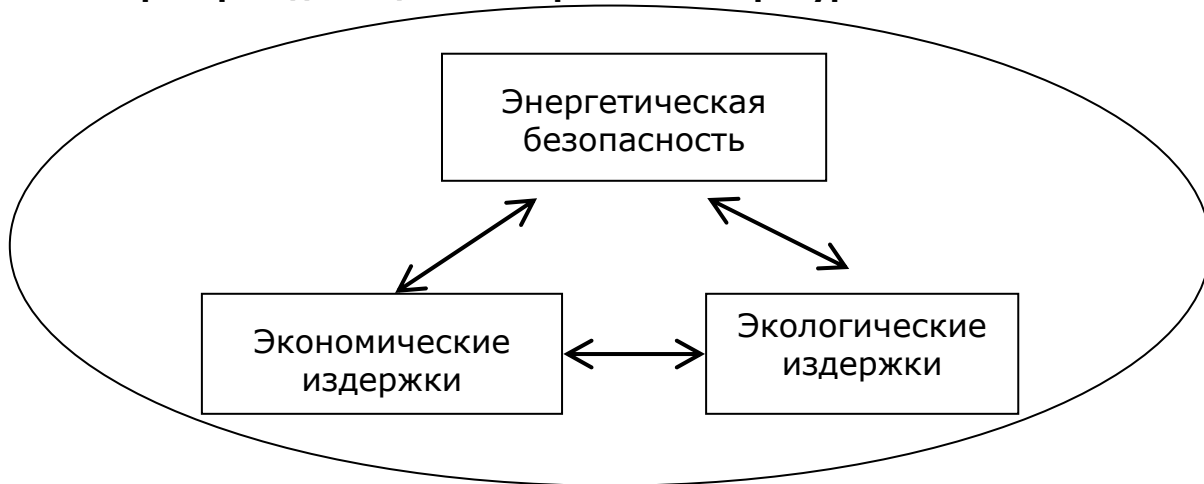 Энергетическая
безопасность
Экономические
издержки
Экологические
издержки